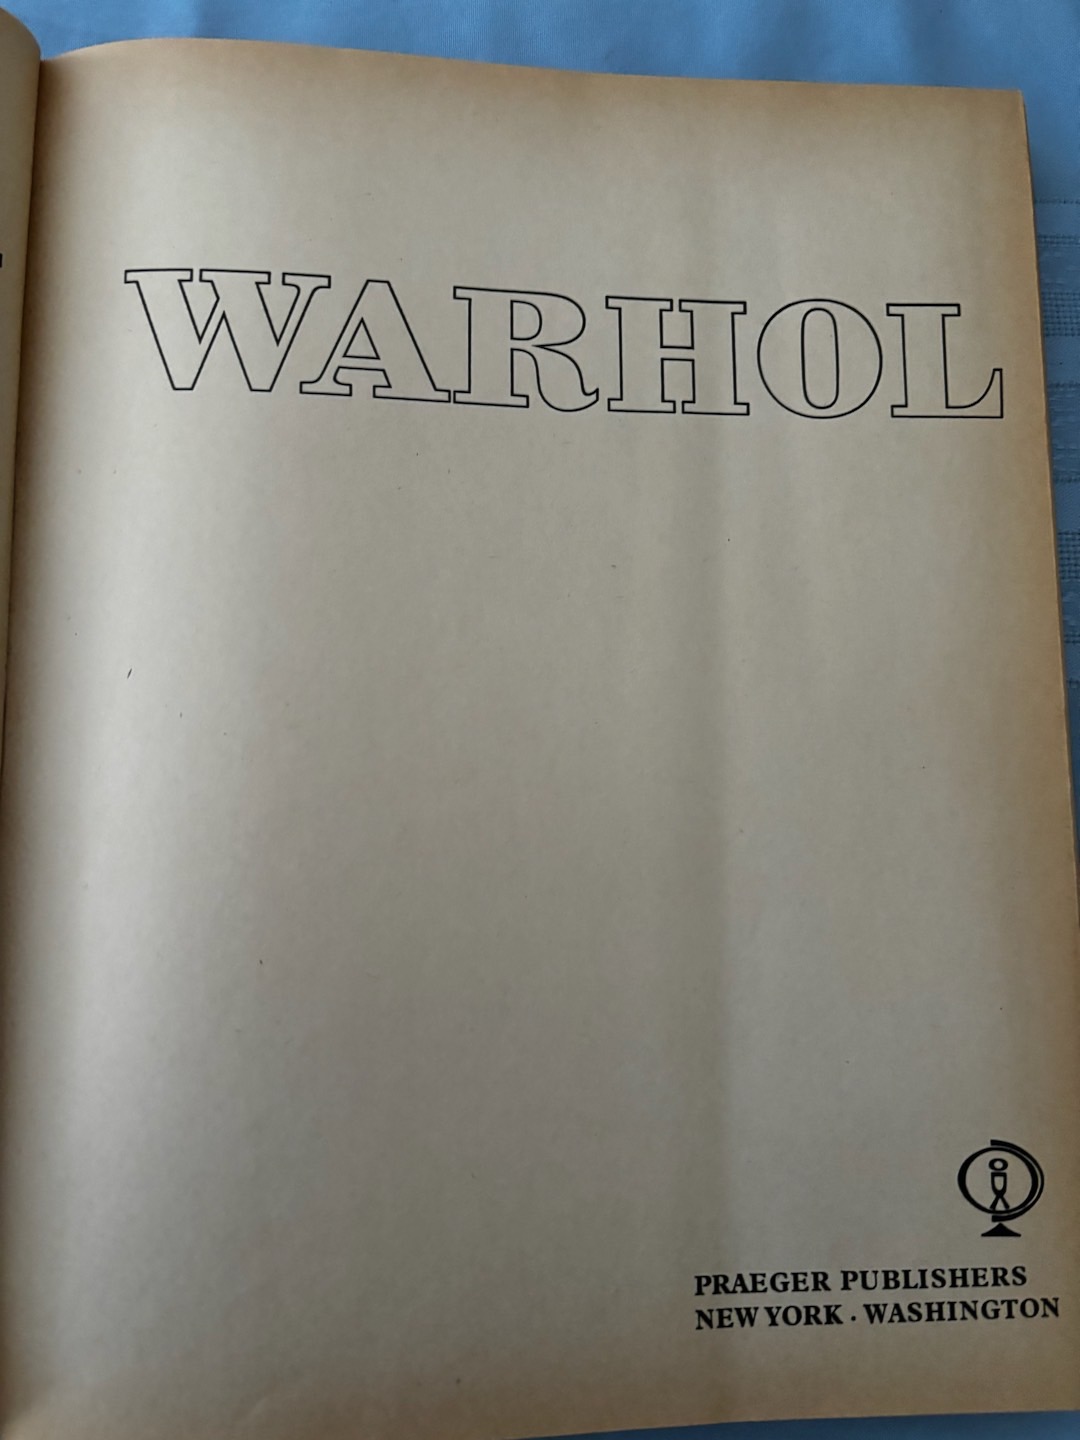 WARHOL
PRAEGER PUBLISHERS
NEW YORK · WASHINGTON